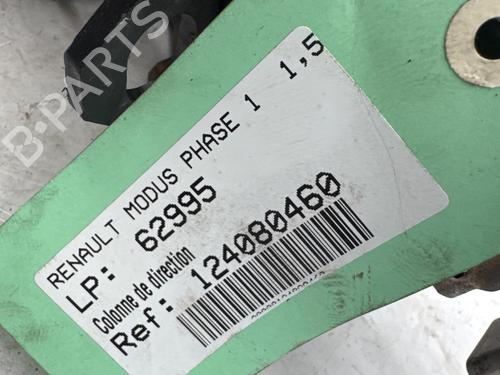 B-PARTS
RENAULT MODUS PHASE 1 1,5
LP: 62995
Colonne de direction
Ref: 124080460